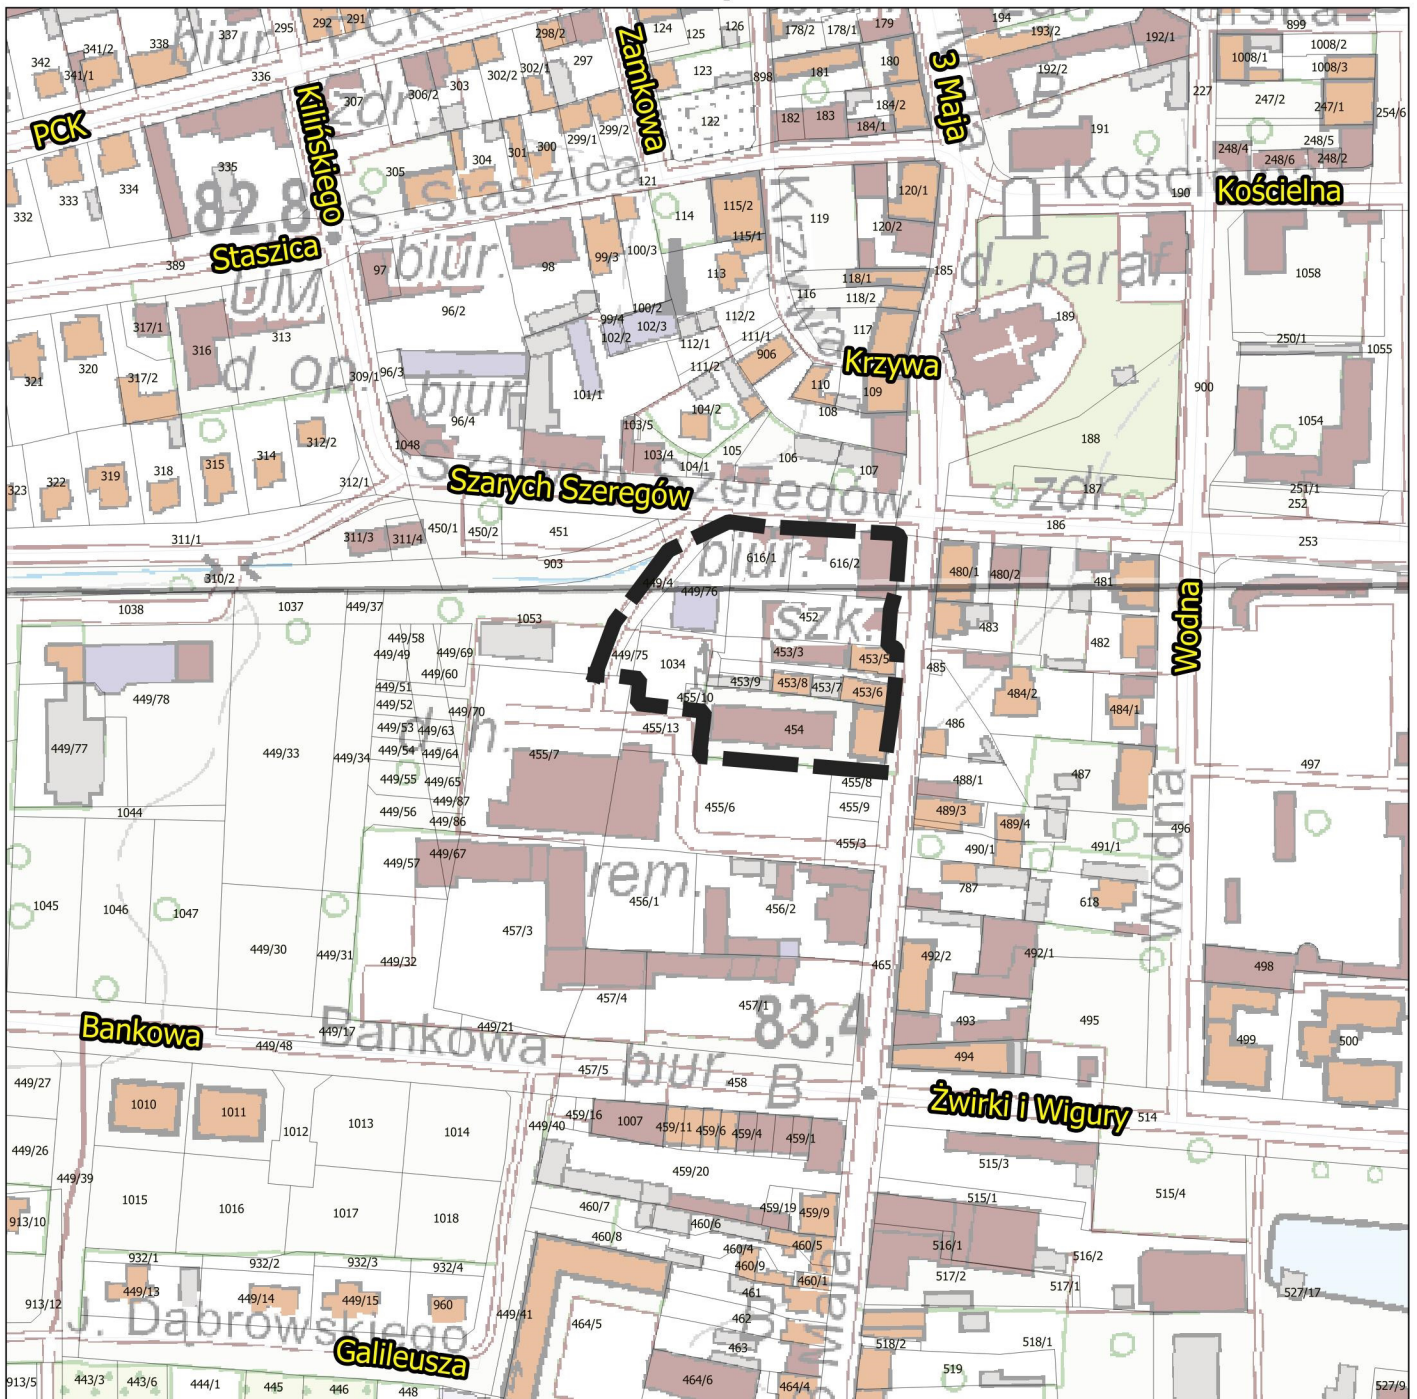 292 291 295 337 338 341/2 342 341/1 336
biur. PCK
298/2 297 302/1 302/2 303 306/2 307
zdr.
124 125 126 123 898 122
178/2 178/1 179 180 181 182 183 184/2 184/1
194 193/2 192/1 192/2 191 227
B
899 1008/1 1008/2 1008/3 247/2 247/1 254/6 248/5 248/4 248/6 248/2
PCK
Kilińskiego
Zamkowa
3 Maja
Kościelna
332 333 334 335 305 304 301 300 299/1 299/2 121
82,8
S. Staszica
Staszica
389 97 biur. 98 99/3 100/3 114 115/2 115/1 113 119 120/1 120/2 190 185
UM
317/1 316 313 96/2 99/4 100/2 102/2 102/3 112/2 112/1 111/1 116 118/1 118/2 117
d. paraf.
189 1058 250/1 1055
321 320 317/2 309/1 96/3 101/1 111/2 906 110 109 108
Krzywa
Krzywa
biur.
900 1054 188
96/4 104/2 103/5 103/4 104/1 105 106 107 1048
323 322 319 318 315 314 312/2 312/1
Szarych Szeregów
Szarych Szeregów
zdr.
187 186 251/1 252 253
311/1 311/3 311/4 450/1 450/2 451 903 310/2
biur.
616/1 616/2 449/4 449/76 452
szk.
480/1 480/2 481 482 483
Wodna
1038 1037 449/37 1053 449/58 449/49 449/69 449/60 449/51 449/52 449/70
449/75 1034 453/3 453/5 453/9 453/8 453/7 453/6 455/10 454 485 484/2 484/1 486
449/78 449/77 449/33 449/34 449/53 449/63 449/54 449/64 449/55 449/65 449/87 449/56 449/86
455/7 455/13 455/8 455/6 455/9 455/3 488/1 487 497 489/3 489/4 490/1 491/1 496
1044 449/57 449/67
rem.
Wodna
1045 1046 1047 449/30 449/31 449/32 457/3 456/1 456/2 787 618
465 492/2 492/1 498 457/4 457/1 493 495 494 499 500
83,4
Bankowa
Bankowa
449/17 449/21 449/48 457/5 458
biur.
B
Żwirki i Wigury
514
449/27 1010 1011 1012 1013 1014 449/40 459/16 1007 459/11 459/6 459/4 459/1
449/26 449/39 1015 1016 1017 1018 459/20 515/3 515/1 515/4
913/10 460/7 460/6 460/8 459/19 459/9 460/5 460/4 460/9 460/1 516/1 516/2 517/2 517/1
932/1 932/2 932/3 932/4 449/13 449/14 449/15 960 449/41 461 462 463 527/17
913/12
J. Dąbrowskiego
Galileusza
464/5 464/6 464/4 518/2 518/1 519 527/9
913/5 443/3 443/6 444/1 445 446 448